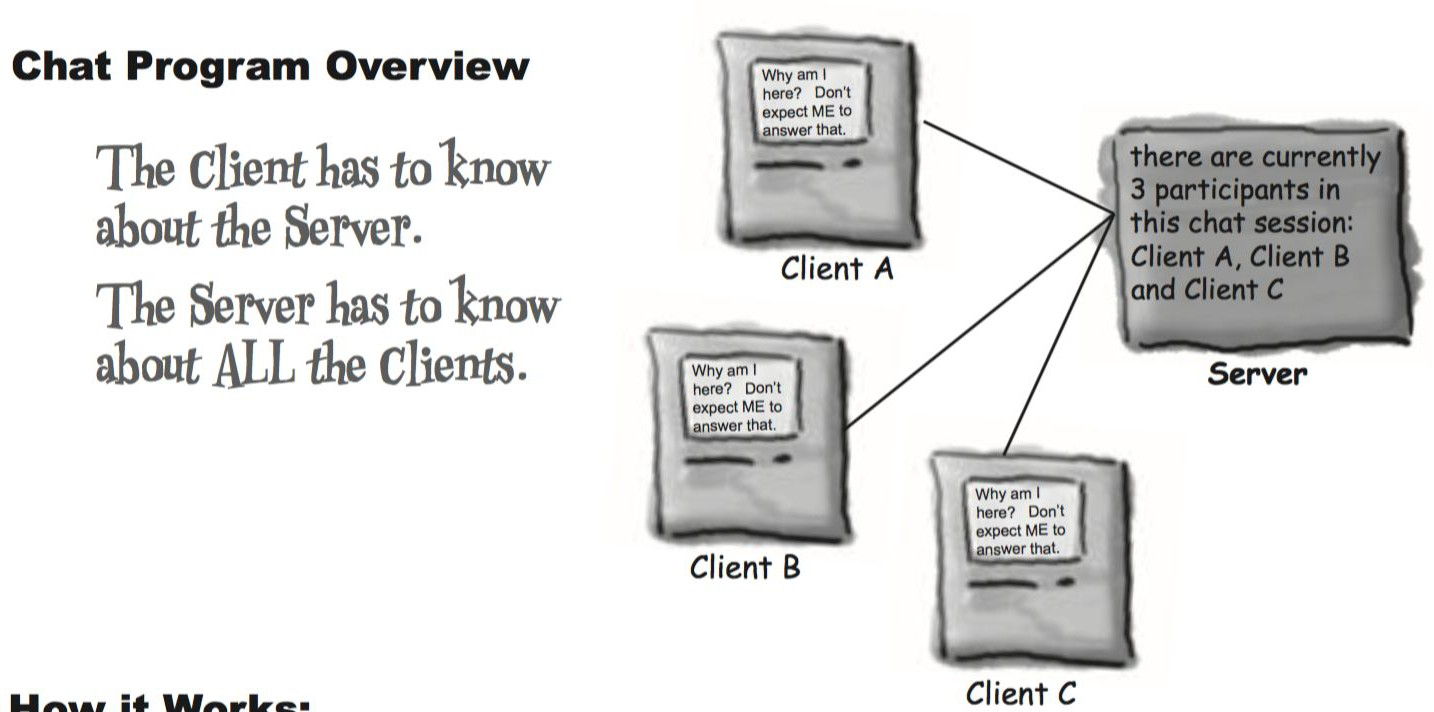 Chat Program Overview
The Client has to know
about the Server.
The Server has to know
about ALL the Clients.
Why am I
here? Don't
expect ME to
answer that.
Client A
there are currently
3 participants in
this chat session:
Client A, Client B
and Client C
Server
Why am I
here? Don't
expect ME to
answer that.
Client B
Why am I
here? Don't
expect ME to
answer that.
Client C
How it Works: